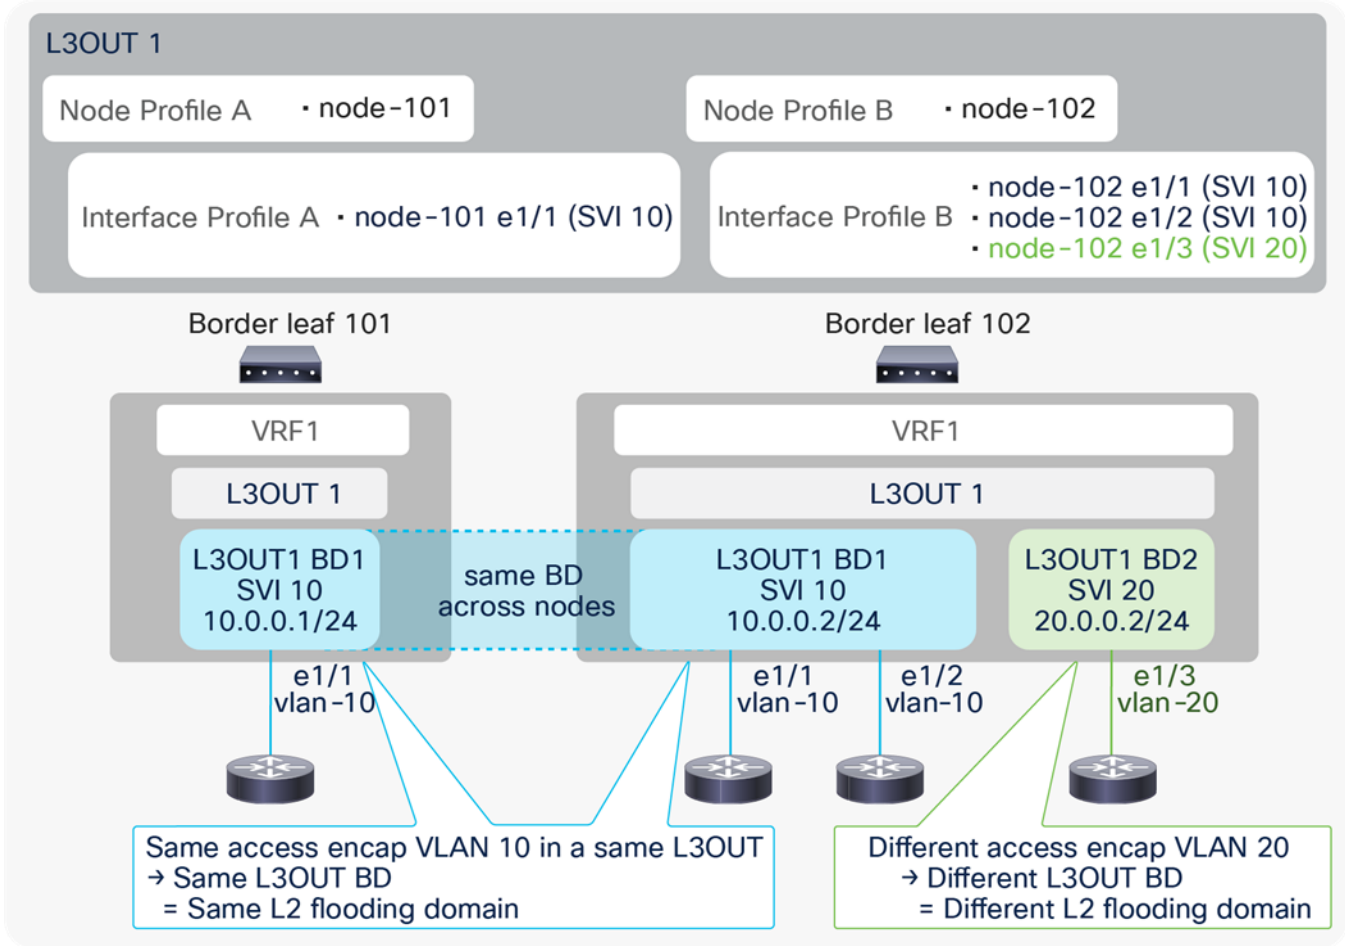 L3OUT 1
Node Profile A · node-101
Node Profile B · node-102
Interface Profile A · node-101 e1/1 (SVI 10)
Interface Profile B
· node-102 e1/1 (SVI 10)
· node-102 e1/2 (SVI 10)
· node-102 e1/3 (SVI 20)
Border leaf 101
Border leaf 102
VRF1
VRF1
L3OUT 1
L3OUT 1
L3OUT1 BD1
SVI 10
10.0.0.1/24
same BD
across nodes
L3OUT1 BD1
SVI 10
10.0.0.2/24
L3OUT1 BD2
SVI 20
20.0.0.2/24
e1/1
vlan-10
e1/1
vlan-10
e1/2
vlan-10
e1/3
vlan-20
Same access encap VLAN 10 in a same L3OUT
→ Same L3OUT BD
= Same L2 flooding domain
Different access encap VLAN 20
→ Different L3OUT BD
= Different L2 flooding domain